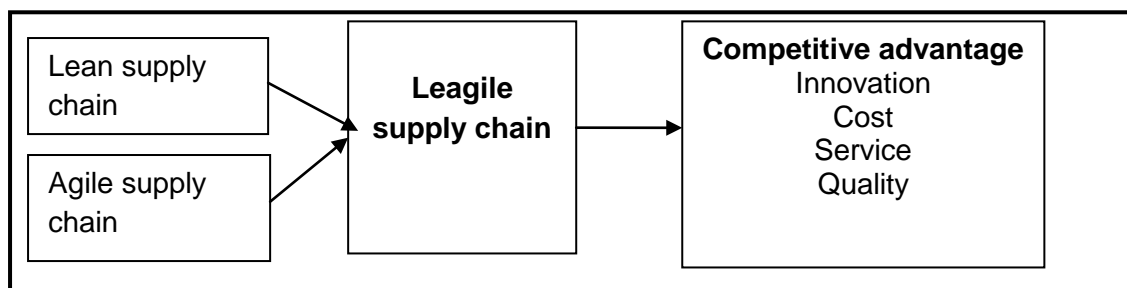 Lean supply
chain
Agile supply
chain
Leagile
supply chain
Competitive advantage
Innovation
Cost
Service
Quality